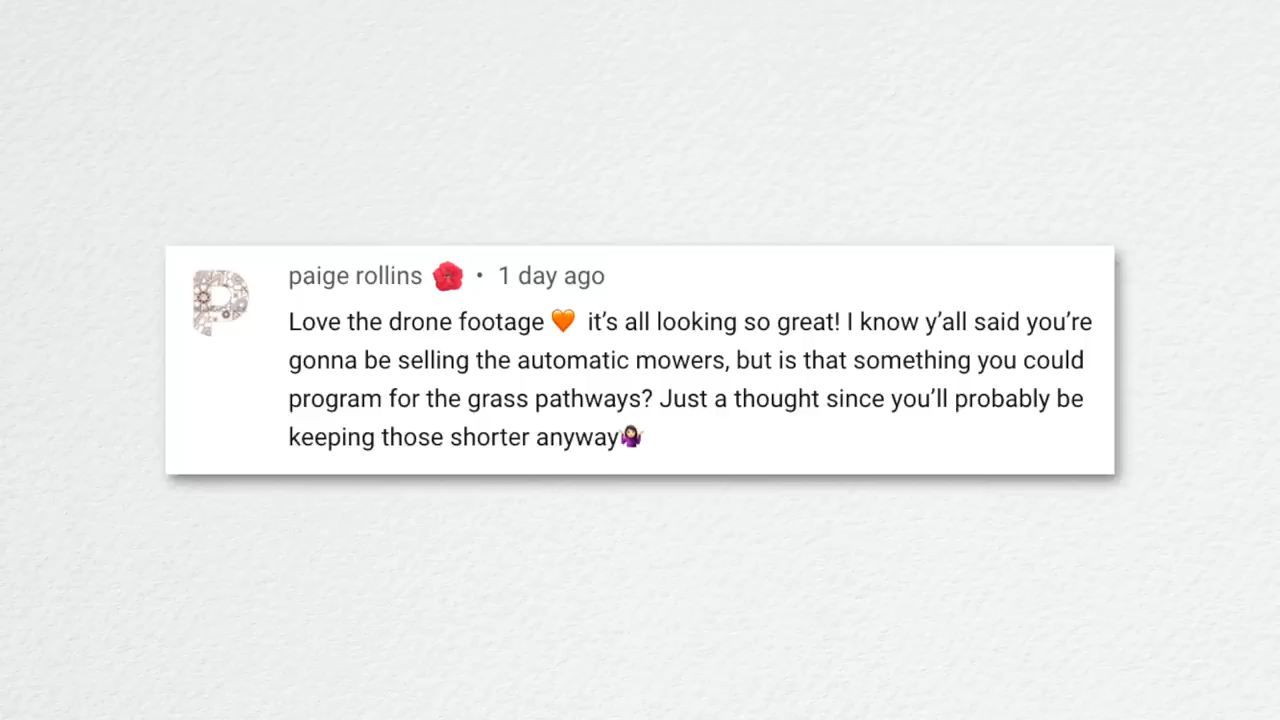 paige rollins 🌺 • 1 day ago
Love the drone footage 🧡 it’s all looking so great! I know y’all said you’re
gonna be selling the automatic mowers, but is that something you could
program for the grass pathways? Just a thought since you’ll probably be
keeping those shorter anyway🤷🏻‍♀️